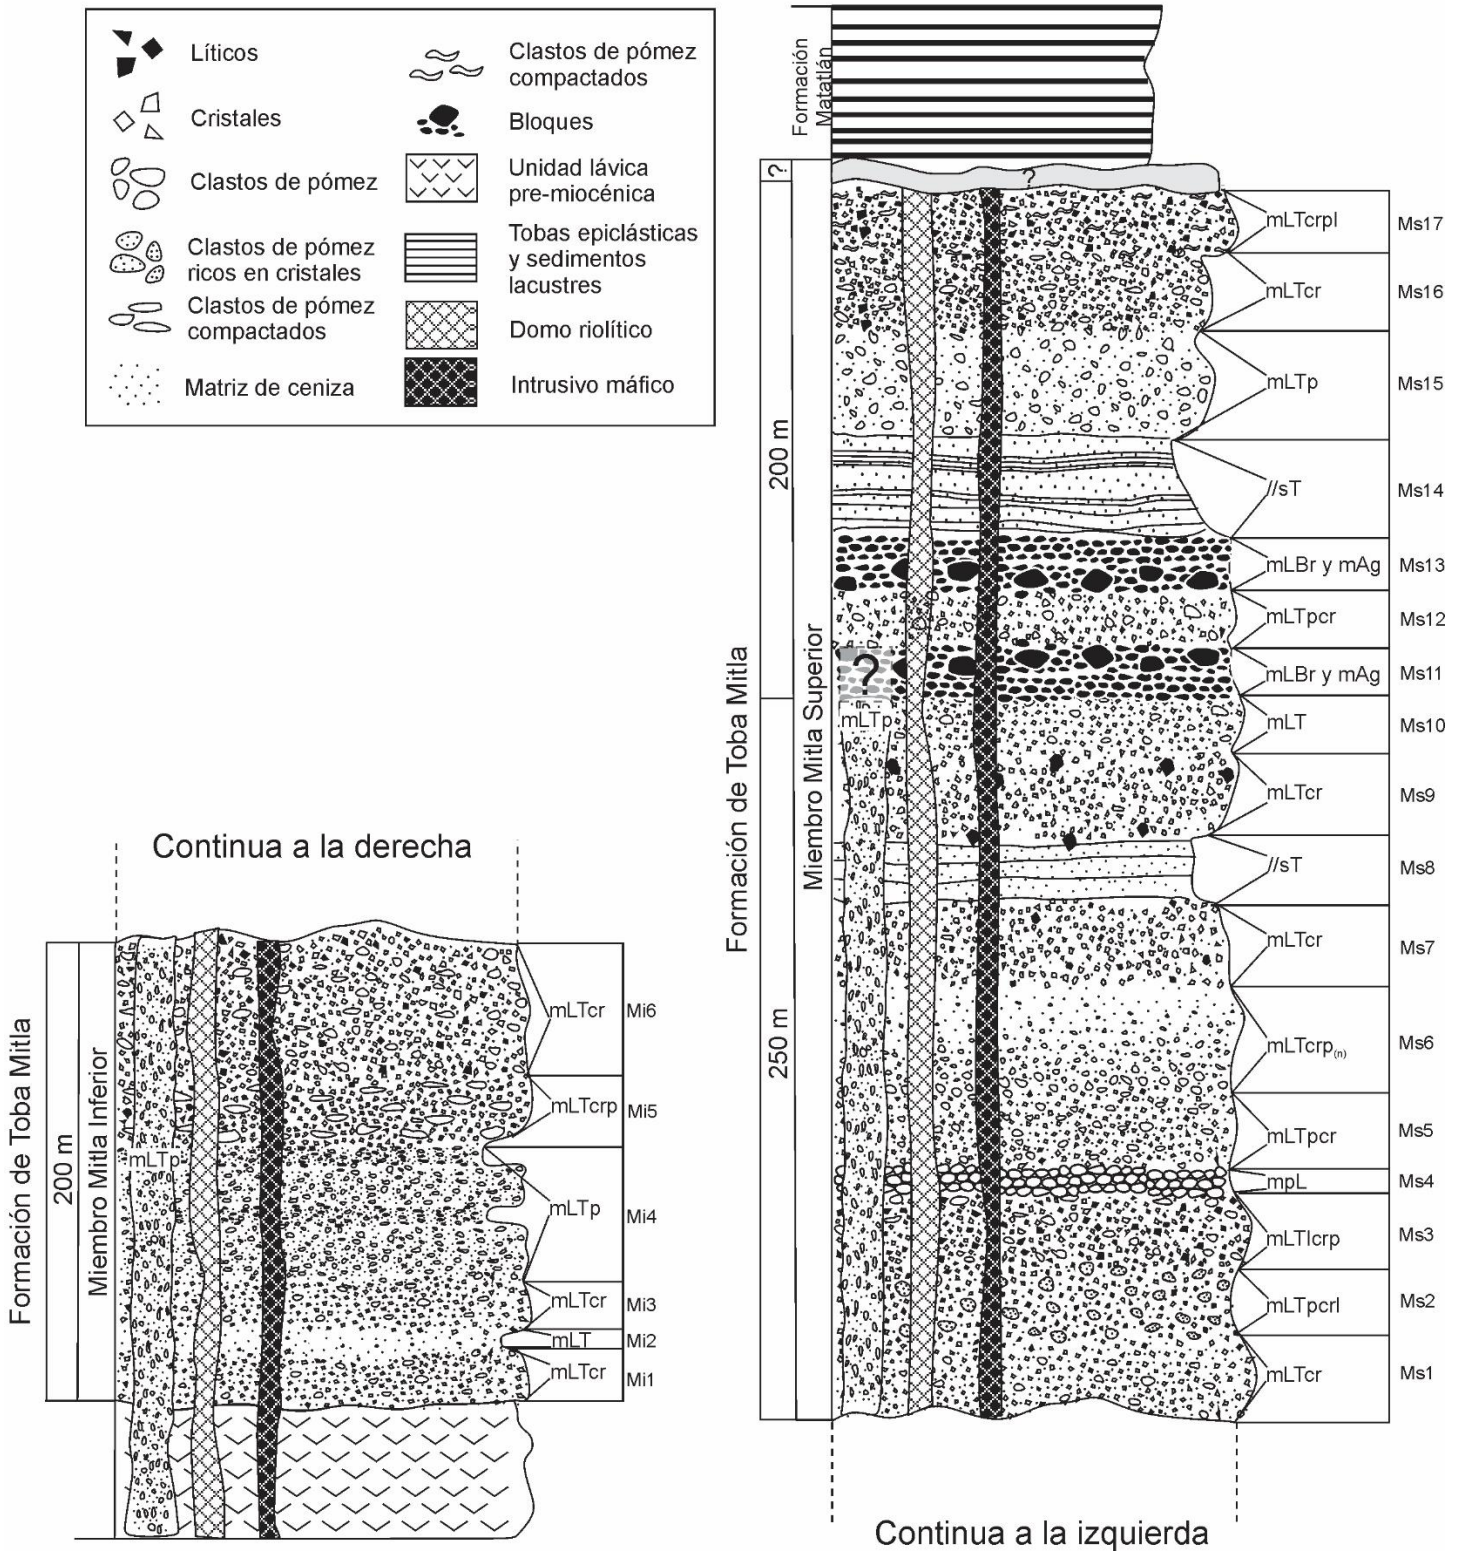 Líticos
Cristales
Clastos de pómez
Clastos de pómez
ricos en cristales
Clastos de pómez
compactados
Matriz de ceniza
Clastos de pómez
compactados
Bloques
Unidad lávica
pre-miocénica
Tobas epiclásticas
y sedimentos
lacustres
Domo riolítico
Intrusivo máfico
Continua a la derecha
Formación de Toba Mitla
200 m
Miembro Mitla Inferior
mLTp
mLTcr Mi6
mLTcrp Mi5
mLTp Mi4
mLTcr Mi3
mLT Mi2
mLTcr Mi1
Formación
Matatlán
?
?
Formación de Toba Mitla
200 m
250 m
Miembro Mitla Superior
?
mLTp
mLTcrpl Ms17
mLTcr Ms16
mLTp Ms15
//sT Ms14
mLBr y mAg Ms13
mLTpcr Ms12
mLBr y mAg Ms11
mLT Ms10
mLTcr Ms9
//sT Ms8
mLTcr Ms7
mLTcrp(n) Ms6
mLTpcr Ms5
mpL Ms4
mLTlcrp Ms3
mLTpcrl Ms2
mLTcr Ms1
Continua a la izquierda